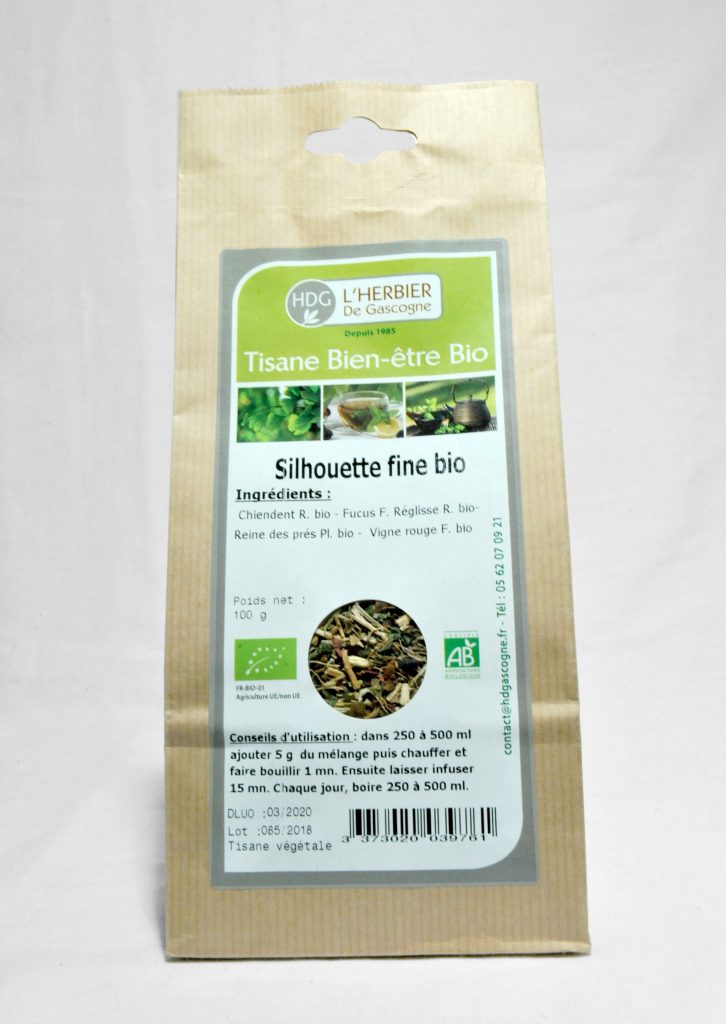 HDG
L'HERBIER
De Gascogne
Depuis 1985
Tisane Bien-être Bio
Silhouette fine bio
Ingrédients :
Chiendent R. bio - Fucus F. Réglisse R. bio-
Reine des prés Pl. bio - Vigne rouge F. bio
Poids net :
100 g
CERTIFIÉ
AB
AGRICULTURE
BIOLOGIQUE
FR-BIO-01
Agriculture UE/non UE
contact@hdgascogne.fr - Tél : 05 62 07 09 21
Conseils d'utilisation : dans 250 à 500 ml
ajouter 5 g du mélange puis chauffer et
faire bouillir 1 mn. Ensuite laisser infuser
15 mn. Chaque jour, boire 250 à 500 ml.
DLUO :03/2020
Lot :085/2018
Tisane végétale
3 373020 039761